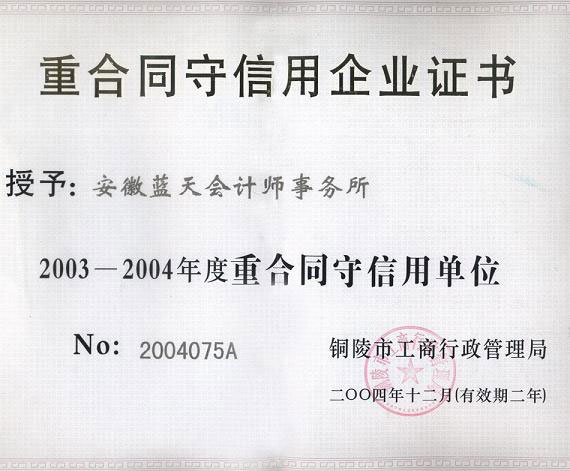 重合同守信用企业证书
授予: 安徽蓝天会计师事务所
2003—2004年度重合同守信用单位
No: 2004075A
铜陵市工商行政管理局
二〇〇四年十二月(有效期二年)